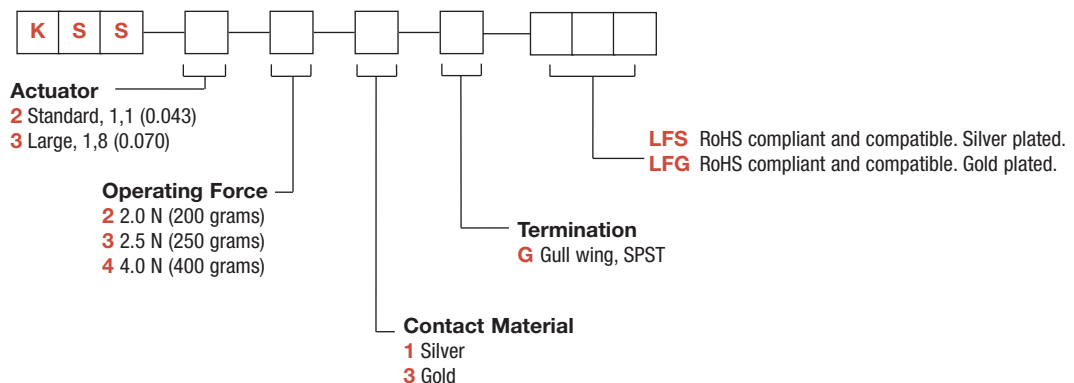 K S S
Actuator
2 Standard, 1,1 (0.043)
3 Large, 1,8 (0.070)
LFS RoHS compliant and compatible. Silver plated.
LFG RoHS compliant and compatible. Gold plated.
Operating Force
2 2.0 N (200 grams)
3 2.5 N (250 grams)
4 4.0 N (400 grams)
Termination
G Gull wing, SPST
Contact Material
1 Silver
3 Gold